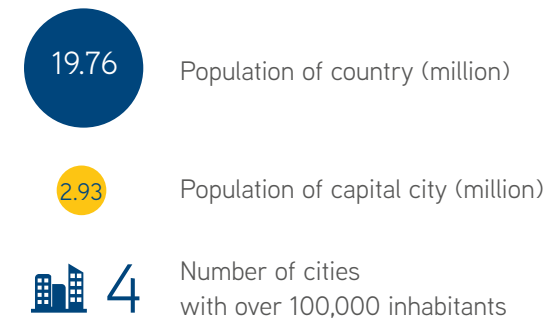 19.76
Population of country (million)
2.93
Population of capital city (million)
4
Number of cities
with over 100,000 inhabitants